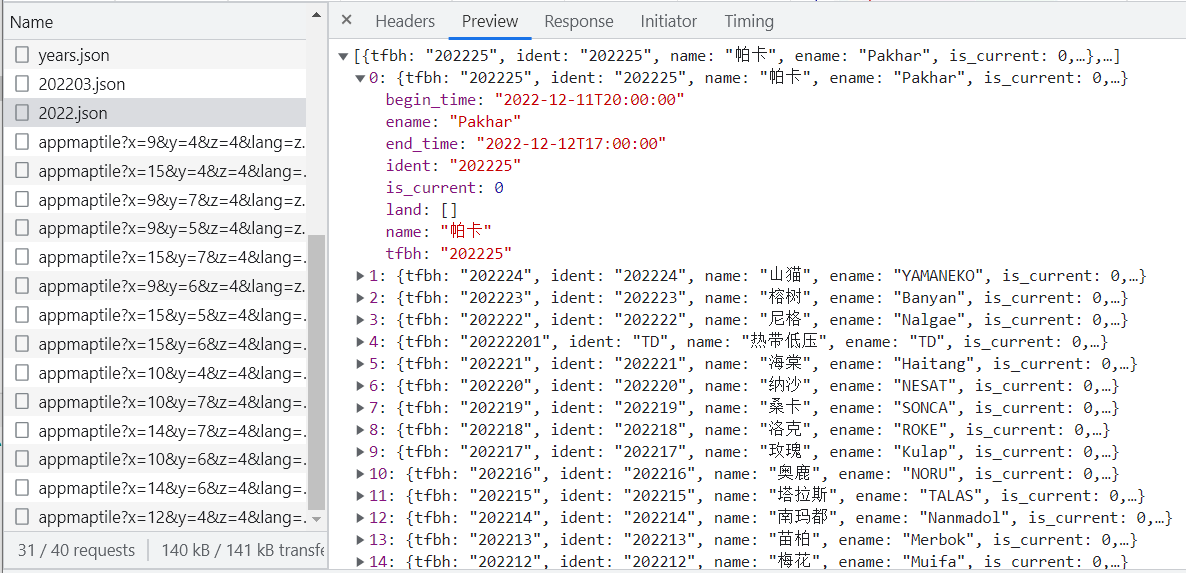 Name
years.json
202203.json
2022.json
appmaptile?x=9&y=4&z=4&lang=z.
appmaptile?x=15&y=4&z=4&lang=.
appmaptile?x=9&y=7&z=4&lang=z.
appmaptile?x=9&y=5&z=4&lang=z.
appmaptile?x=15&y=7&z=4&lang=.
appmaptile?x=9&y=6&z=4&lang=z.
appmaptile?x=15&y=5&z=4&lang=.
appmaptile?x=15&y=6&z=4&lang=.
appmaptile?x=10&y=4&z=4&lang=.
appmaptile?x=10&y=7&z=4&lang=.
appmaptile?x=14&y=7&z=4&lang=.
appmaptile?x=10&y=6&z=4&lang=.
appmaptile?x=14&y=6&z=4&lang=.
appmaptile?x=12&y=4&z=4&lang=.
31 / 40 requests 140 kB / 141 kB transfe
× Headers Preview Response Initiator Timing
▼[{tfbh: "202225", ident: "202225", name: "帕卡", ename: "Pakhar", is_current: 0,…},…]
▼0: {tfbh: "202225", ident: "202225", name: "帕卡", ename: "Pakhar", is_current: 0,…}
begin_time: "2022-12-11T20:00:00"
ename: "Pakhar"
end_time: "2022-12-12T17:00:00"
ident: "202225"
is_current: 0
land: []
name: "帕卡"
tfbh: "202225"
▶1: {tfbh: "202224", ident: "202224", name: "山猫", ename: "YAMANEKO", is_current: 0,…}
▶2: {tfbh: "202223", ident: "202223", name: "榕树", ename: "Banyan", is_current: 0,…}
▶3: {tfbh: "202222", ident: "202222", name: "尼格", ename: "Nalgae", is_current: 0,…}
▶4: {tfbh: "20222201", ident: "TD", name: "热带低压", ename: "TD", is_current: 0,…}
▶5: {tfbh: "202221", ident: "202221", name: "海棠", ename: "Haitang", is_current: 0,…}
▶6: {tfbh: "202220", ident: "202220", name: "纳沙", ename: "NESAT", is_current: 0,…}
▶7: {tfbh: "202219", ident: "202219", name: "桑卡", ename: "SONCA", is_current: 0,…}
▶8: {tfbh: "202218", ident: "202218", name: "洛克", ename: "ROKE", is_current: 0,…}
▶9: {tfbh: "202217", ident: "202217", name: "玫瑰", ename: "Kulap", is_current: 0,…}
▶10: {tfbh: "202216", ident: "202216", name: "奥鹿", ename: "NORU", is_current: 0,…}
▶11: {tfbh: "202215", ident: "202215", name: "塔拉斯", ename: "TALAS", is_current: 0,…}
▶12: {tfbh: "202214", ident: "202214", name: "南玛都", ename: "Nanmadol", is_current: 0,…}
▶13: {tfbh: "202213", ident: "202213", name: "苗柏", ename: "Merbok", is_current: 0,…}
▶14: {tfbh: "202212", ident: "202212", name: "梅花", ename: "Muifa", is_current: 0,…}